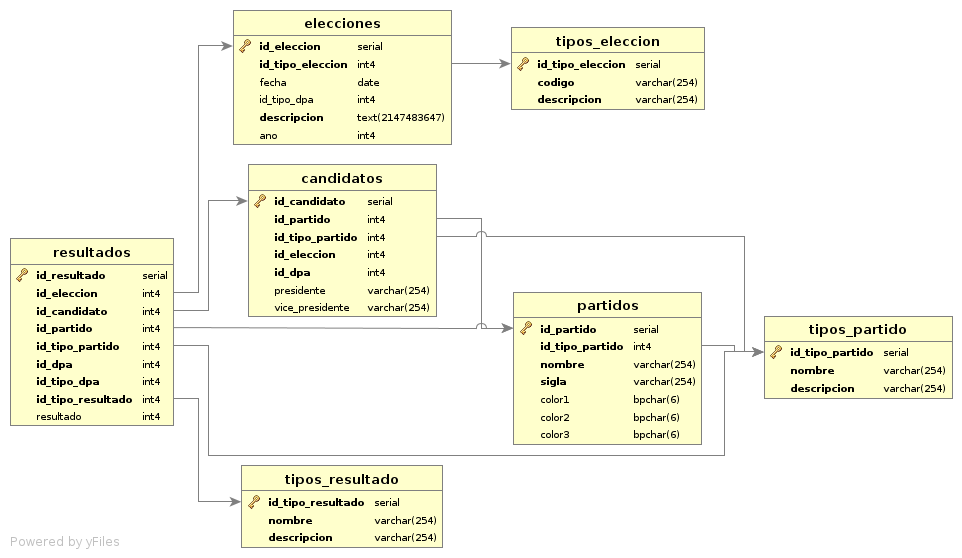 elecciones
id_eleccion serial
id_tipo_eleccion int4
fecha date
id_tipo_dpa int4
descripcion text(2147483647)
ano int4
tipos_eleccion
id_tipo_eleccion serial
codigo varchar(254)
descripcion varchar(254)
candidatos
id_candidato serial
id_partido int4
id_tipo_partido int4
id_eleccion int4
id_dpa int4
presidente varchar(254)
vice_presidente varchar(254)
resultados
id_resultado serial
id_eleccion int4
id_candidato int4
id_partido int4
id_tipo_partido int4
id_dpa int4
id_tipo_dpa int4
id_tipo_resultado int4
resultado int4
partidos
id_partido serial
id_tipo_partido int4
nombre varchar(254)
sigla varchar(254)
color1 bpchar(6)
color2 bpchar(6)
color3 bpchar(6)
tipos_partido
id_tipo_partido serial
nombre varchar(254)
descripcion varchar(254)
tipos_resultado
id_tipo_resultado serial
nombre varchar(254)
descripcion varchar(254)
Powered by yFiles